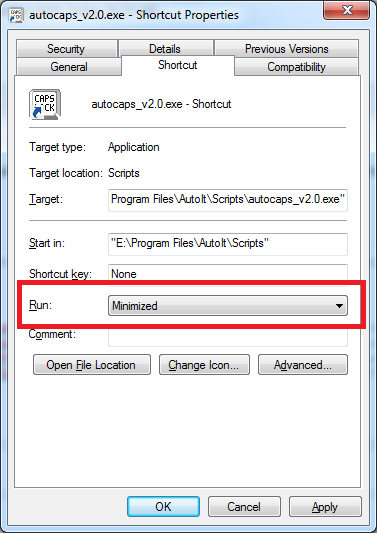 autocaps_v2.0.exe - Shortcut Properties
Security Details Previous Versions
General Shortcut Compatibility
CAPS
CK
autocaps_v2.0.exe - Shortcut
Target type: Application
Target location: Scripts
Target: Program Files\AutoIt\Scripts\autocaps_v2.0.exe"
Start in: "E:\Program Files\AutoIt\Scripts"
Shortcut key: None
Run: Minimized
Comment:
Open File Location Change Icon... Advanced...
OK Cancel Apply